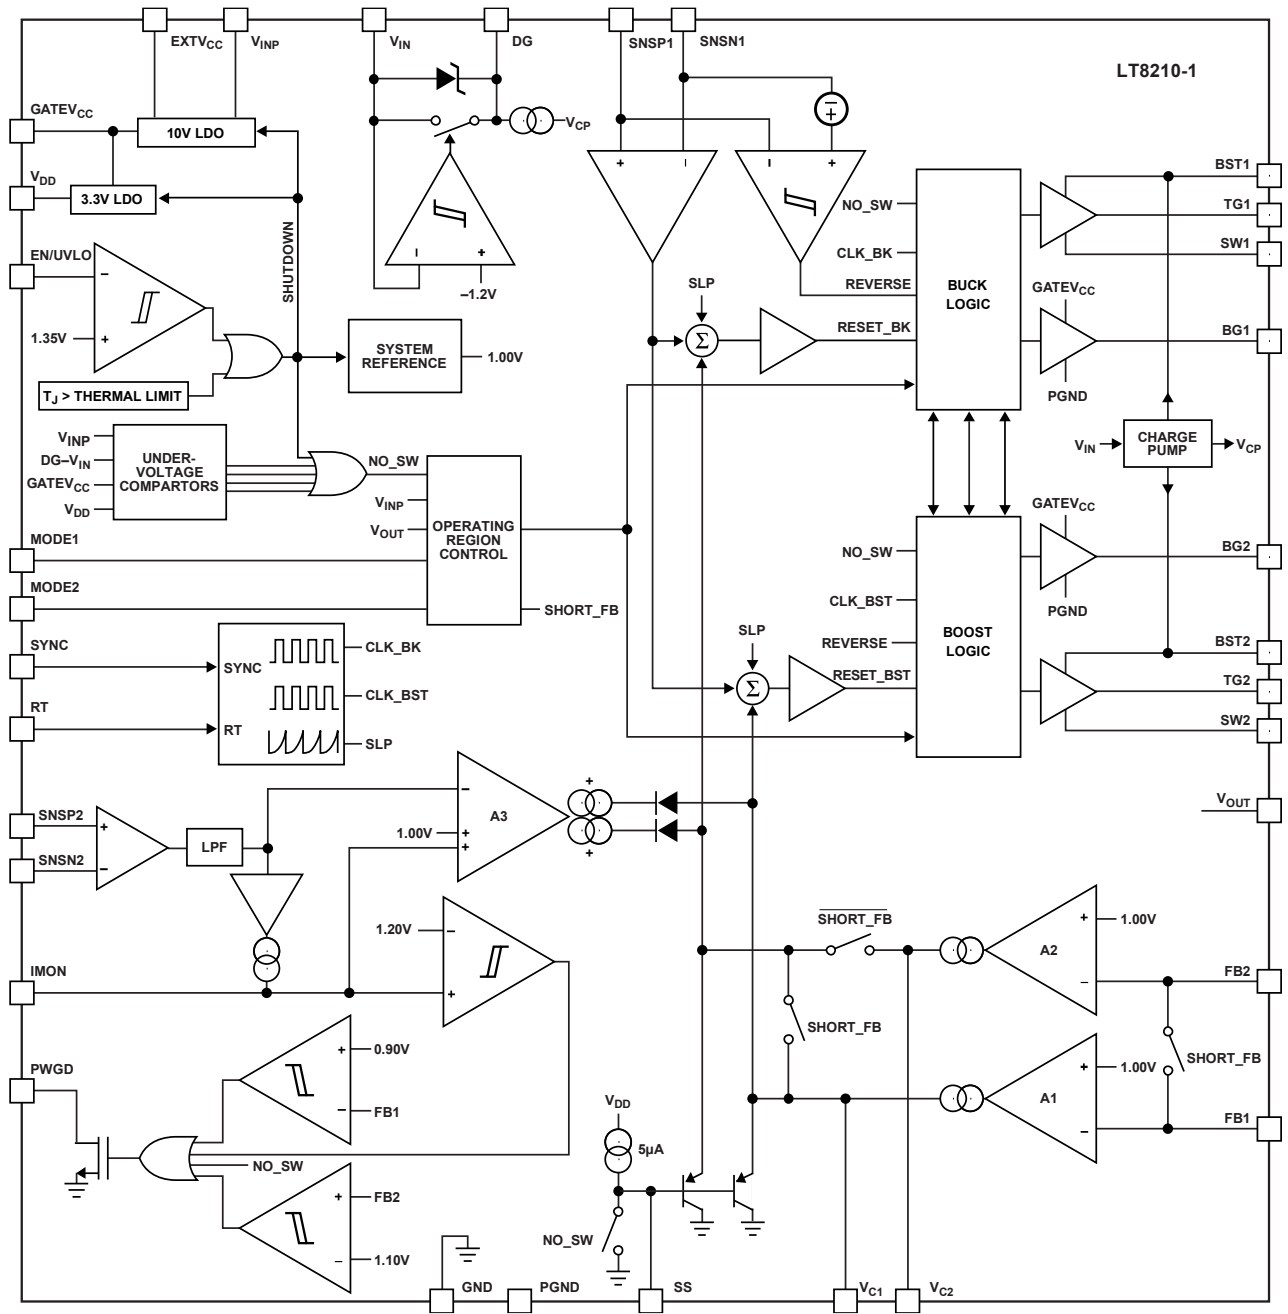 EXTVCC
VINP
VIN
DG
SNSP1
SNSN1
LT8210-1
GATEVCC
10V LDO
VDD
3.3V LDO
SHUTDOWN
VCP
–1.2V
EN/UVLO
1.35V
TJ > THERMAL LIMIT
SYSTEM
REFERENCE
1.00V
VINP
DG–VIN
GATEVCC
VDD
UNDER-
VOLTAGE
COMPARTORS
NO_SW
VINP
VOUT
OPERATING
REGION
CONTROL
SHORT_FB
MODE1
MODE2
SYNC
RT
SYNC
RT
CLK_BK
CLK_BST
SLP
+
–
–
+
NO_SW
CLK_BK
REVERSE
RESET_BK
SLP
Σ
BUCK
LOGIC
BST1
TG1
SW1
GATEVCC
BG1
PGND
VIN
CHARGE
PUMP
VCP
GATEVCC
BG2
PGND
NO_SW
CLK_BST
REVERSE
RESET_BST
SLP
Σ
BOOST
LOGIC
BST2
TG2
SW2
VOUT
SNSP2
SNSN2
LPF
A3
1.00V
1.20V
IMON
PWGD
0.90V
FB1
NO_SW
FB2
1.10V
SHORT_FB
SHORT_FB
A2
1.00V
FB2
SHORT_FB
A1
1.00V
FB1
VDD
5µA
NO_SW
GND
PGND
SS
VC1
VC2